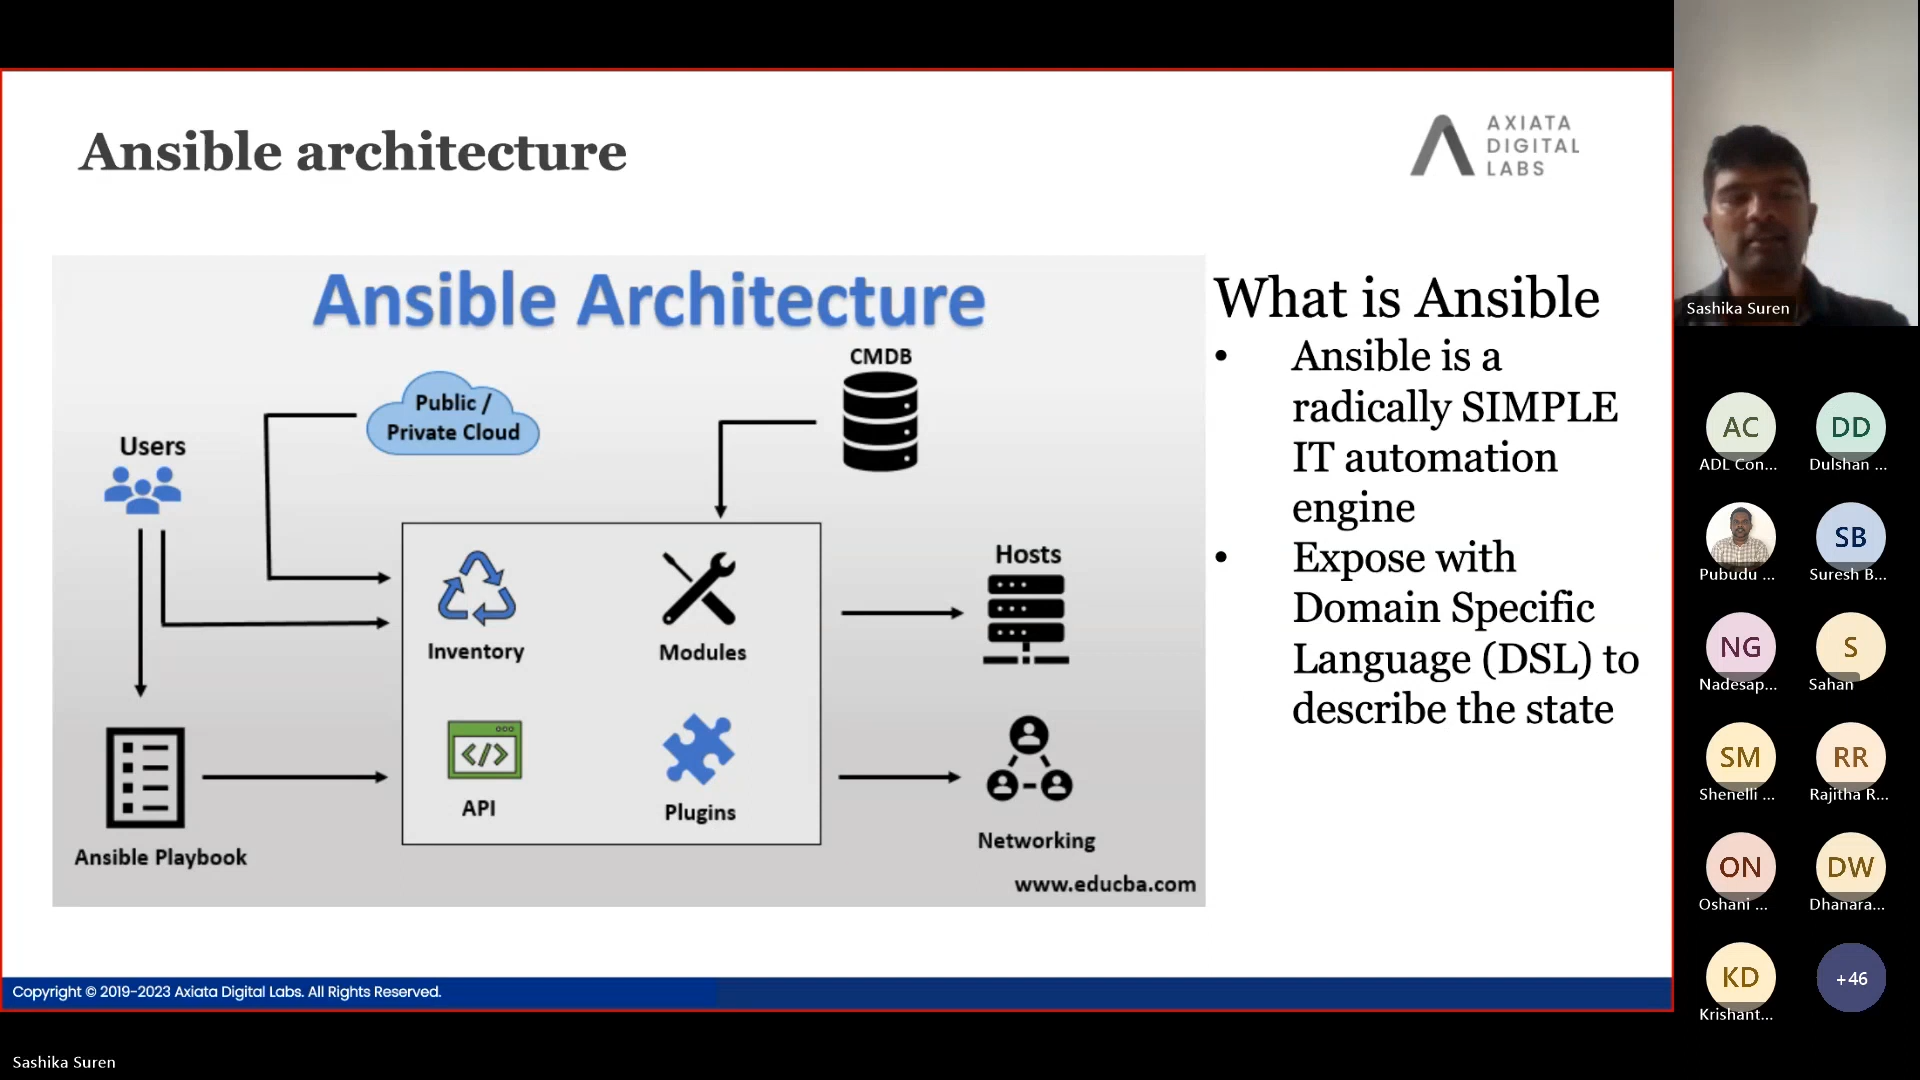 Ansible architecture
AXIATA
DIGITAL
LABS
Ansible Architecture
CMDB
Public /
Private Cloud
Users
Hosts
Inventory
Modules
API
Plugins
Networking
Ansible Playbook
www.educba.com
What is Ansible
• Ansible is a
radically SIMPLE
IT automation
engine
• Expose with
Domain Specific
Language (DSL) to
describe the state
Copyright © 2019-2023 Axiata Digital Labs. All Rights Reserved.
Sashika Suren
Sashika Suren
AC
ADL Con...
DD
Dulshan ...
Pubudu ...
SB
Suresh B...
NG
Nadesap...
S
Sahan
SM
Shenelli ...
RR
Rajitha R...
ON
Oshani ...
DW
Dhanara...
KD
Krishant...
+46